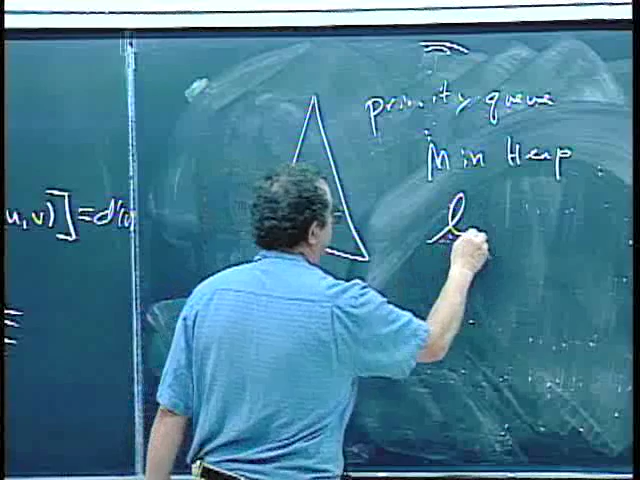 u, v)] = d'(v
priority queue
Min Heap
l